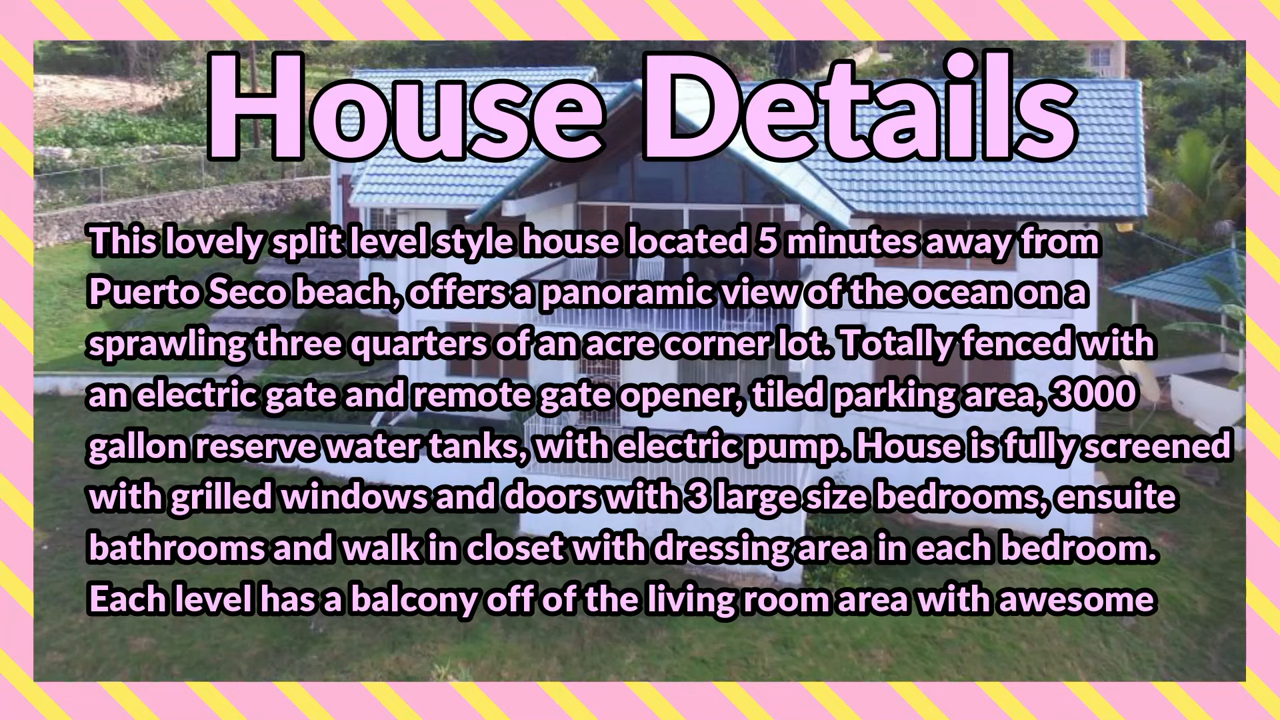 House Details
This lovely split level style house located 5 minutes away from
Puerto Seco beach, offers a panoramic view of the ocean on a
sprawling three quarters of an acre corner lot. Totally fenced with
an electric gate and remote gate opener, tiled parking area, 3000
gallon reserve water tanks, with electric pump. House is fully screened
with grilled windows and doors with 3 large size bedrooms, ensuite
bathrooms and walk in closet with dressing area in each bedroom.
Each level has a balcony off of the living room area with awesome